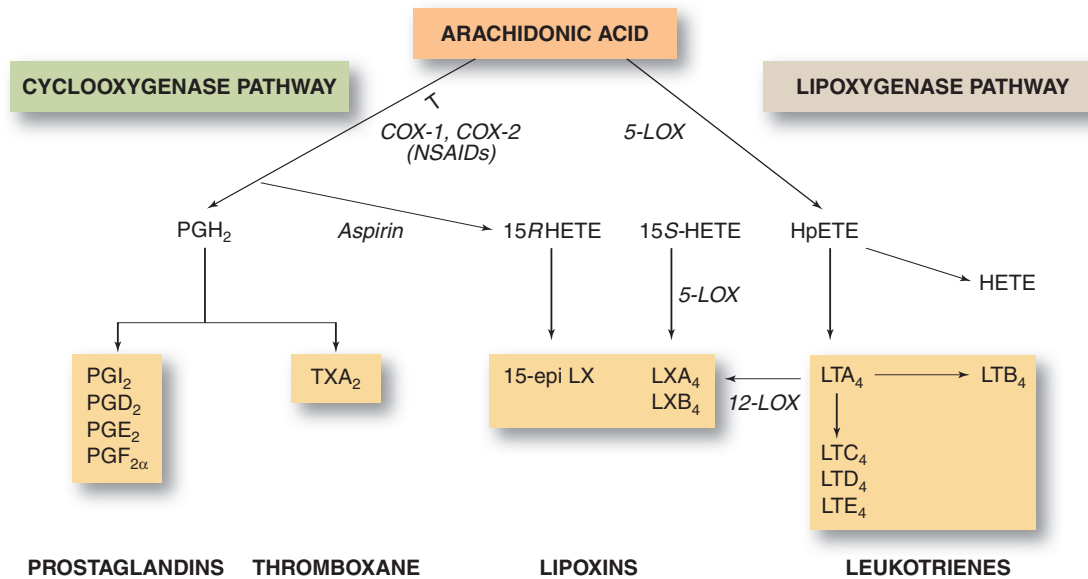 ARACHIDONIC ACID
CYCLOOXYGENASE PATHWAY
LIPOXYGENASE PATHWAY
COX-1, COX-2
(NSAIDs)
5-LOX
PGH₂
Aspirin
15RHETE
15S-HETE
HpETE
HETE
5-LOX
PGI₂
PGD₂
PGE₂
PGF₂α
TXA₂
15-epi LX
LXA₄
LXB₄
12-LOX
LTA₄
LTB₄
LTC₄
LTD₄
LTE₄
PROSTAGLANDINS
THROMBOXANE
LIPOXINS
LEUKOTRIENES